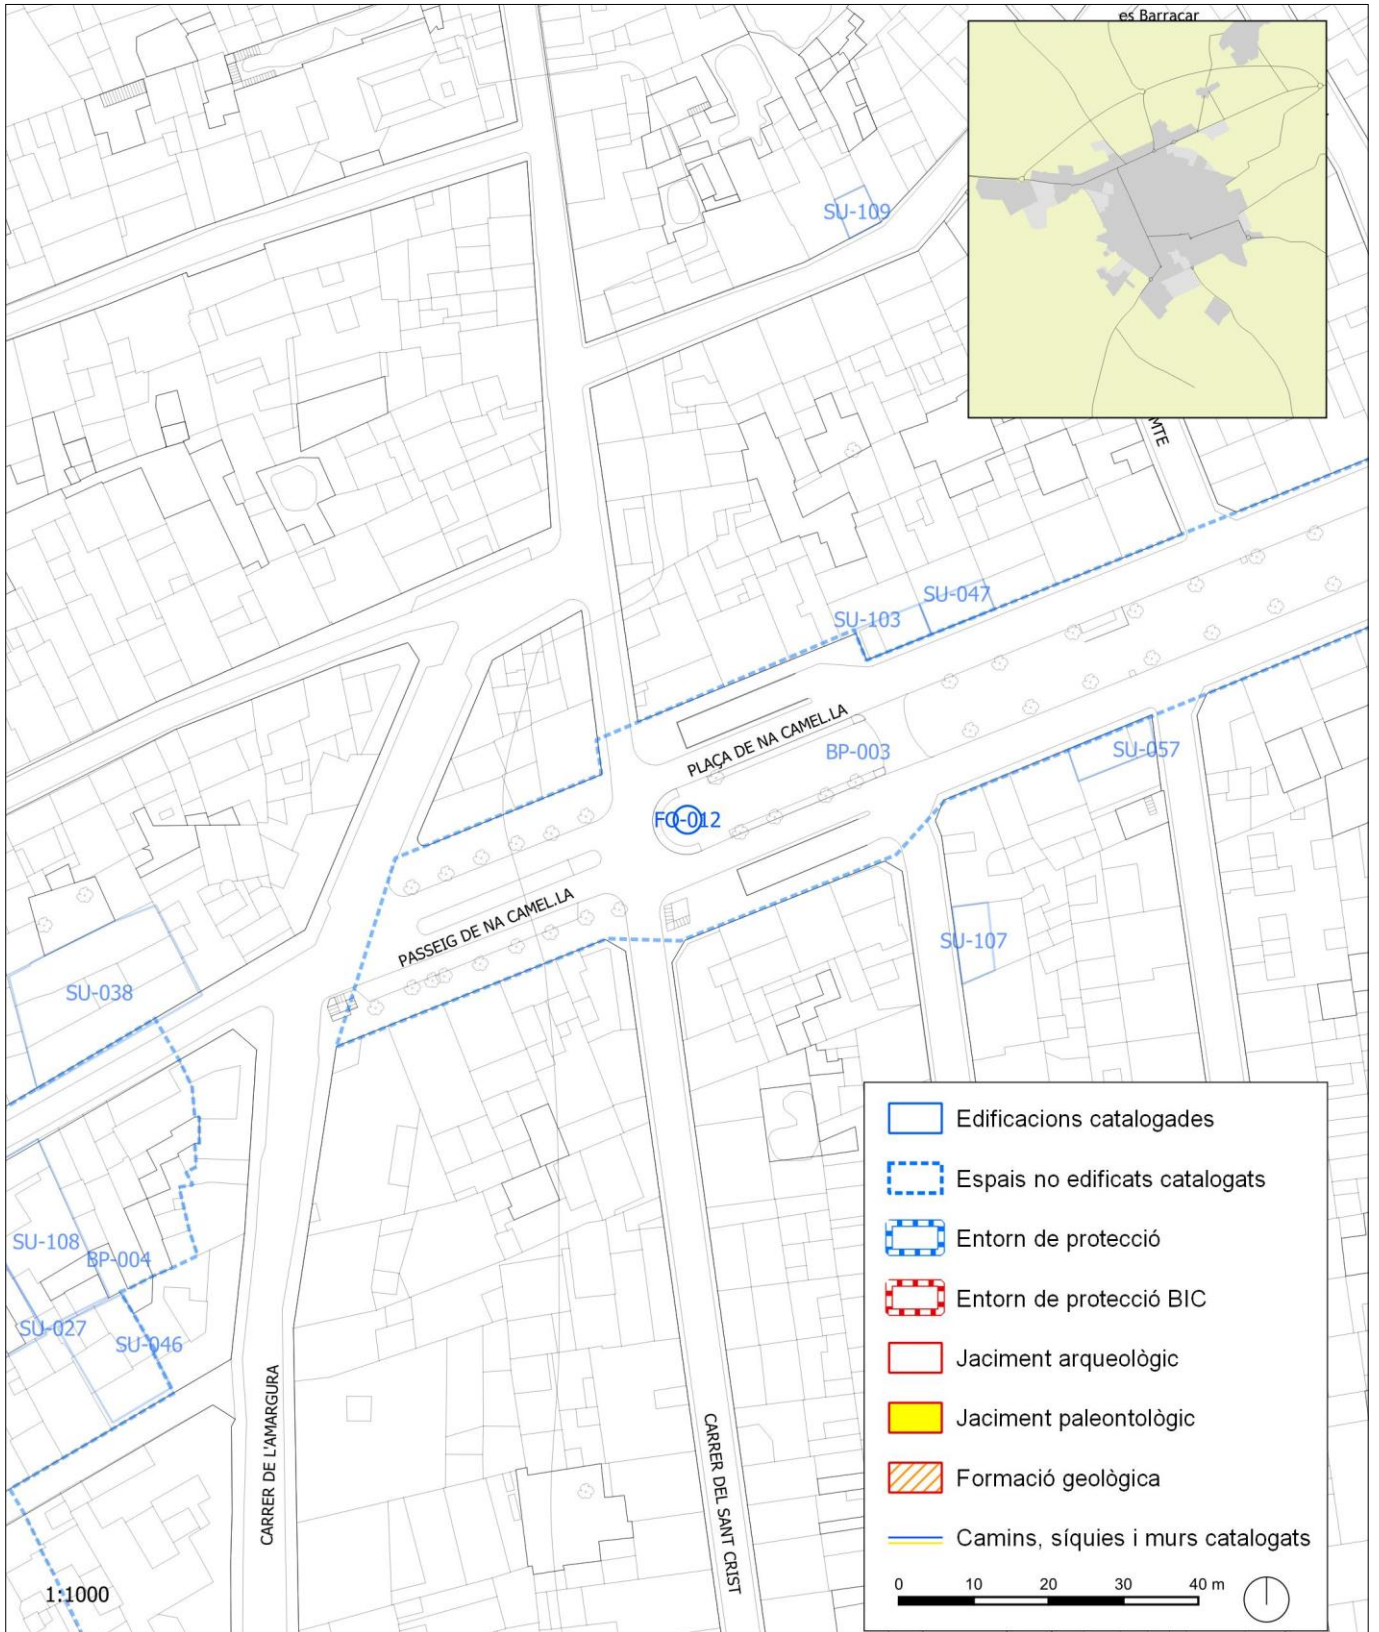 es Barracar
SU-109
MTE
SU-047
SU-103
PLAÇA DE NA CAMEL.LA
BP-003
SU-057
FO-012
PASSEIG DE NA CAMEL.LA
SU-107
SU-038
SU-108
BP-004
SU-027
SU-046
CARRER DE L'AMARGURA
CARRER DEL SANT CRIST
1:1000
Edificacions catalogades
Espais no edificats catalogats
Entorn de protecció
Entorn de protecció BIC
Jaciment arqueològic
Jaciment paleontològic
Formació geològica
Camins, síquies i murs catalogats
0 10 20 30 40 m